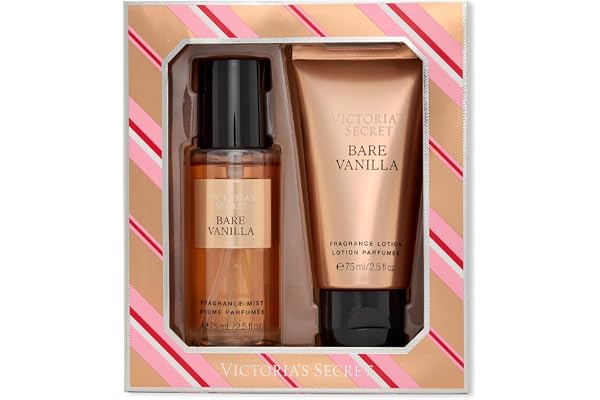 VICTORIA'S
SECRET
BARE
VANILLA
FRAGRANCE MIST
BRUME PARFUMÉE
℮75 ml/2.5 fl oz
VICTORIA'S
SECRET
BARE
VANILLA
FRAGRANCE LOTION
LOTION PARFUMÉE
℮75 ml/2.5 fl oz
VICTORIA'S SECRET